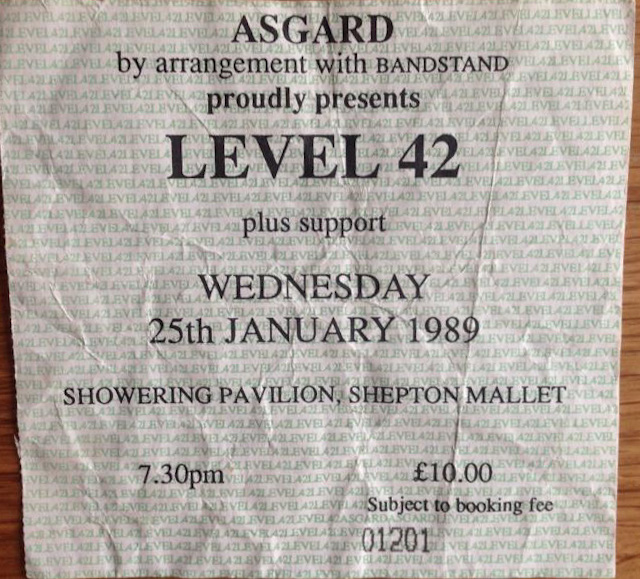 ASGARD
by arrangement with BANDSTAND
proudly presents
LEVEL 42
plus support
WEDNESDAY
25th JANUARY 1989
SHOWERING PAVILION, SHEPTON MALLET
7.30pm £10.00
Subject to booking fee
01201